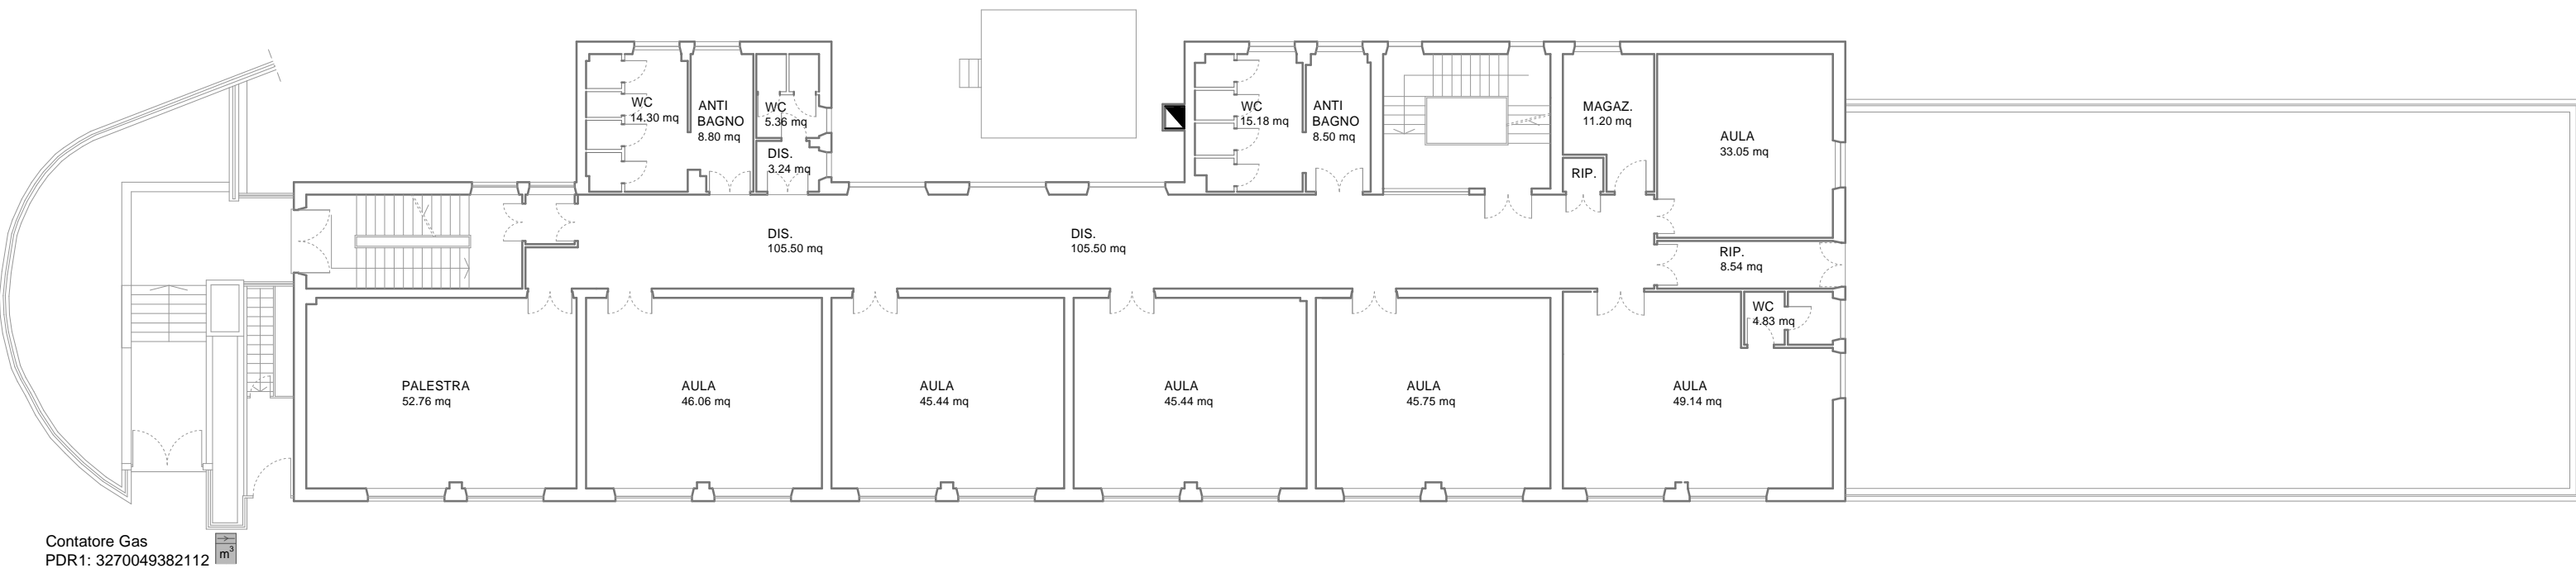 WC
14.30 mq
ANTI
BAGNO
8.80 mq
WC
5.36 mq
DIS.
3.24 mq
WC
15.18 mq
ANTI
BAGNO
8.50 mq
MAGAZ.
11.20 mq
RIP.
AULA
33.05 mq
DIS.
105.50 mq
DIS.
105.50 mq
RIP.
8.54 mq
WC
4.83 mq
PALESTRA
52.76 mq
AULA
46.06 mq
AULA
45.44 mq
AULA
45.44 mq
AULA
45.75 mq
AULA
49.14 mq
Contatore Gas
PDR1: 3270049382112
m³